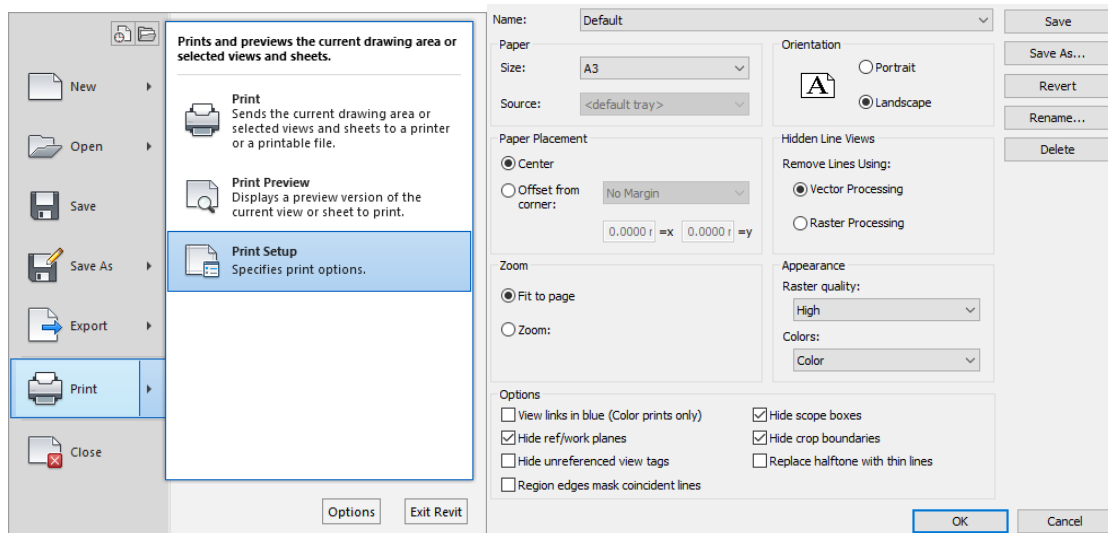 New
Open
Save
Save As
Export
Print
Close
Prints and previews the current drawing area or
selected views and sheets.
Print
Sends the current drawing area or
selected views and sheets to a printer
or a printable file.
Print Preview
Displays a preview version of the
current view or sheet to print.
Print Setup
Specifies print options.
Options
Exit Revit
Name:
Default
Save
Save As...
Revert
Rename...
Delete
Paper
Size:
A3
Source:
<default tray>
Orientation
A
Portrait
Landscape
Paper Placement
Center
Offset from
corner:
No Margin
0.0000 r =x 0.0000 r =y
Hidden Line Views
Remove Lines Using:
Vector Processing
Raster Processing
Zoom
Fit to page
Zoom:
Appearance
Raster quality:
High
Colors:
Color
Options
View links in blue (Color prints only)
Hide ref/work planes
Hide unreferenced view tags
Region edges mask coincident lines
Hide scope boxes
Hide crop boundaries
Replace halftone with thin lines
OK
Cancel